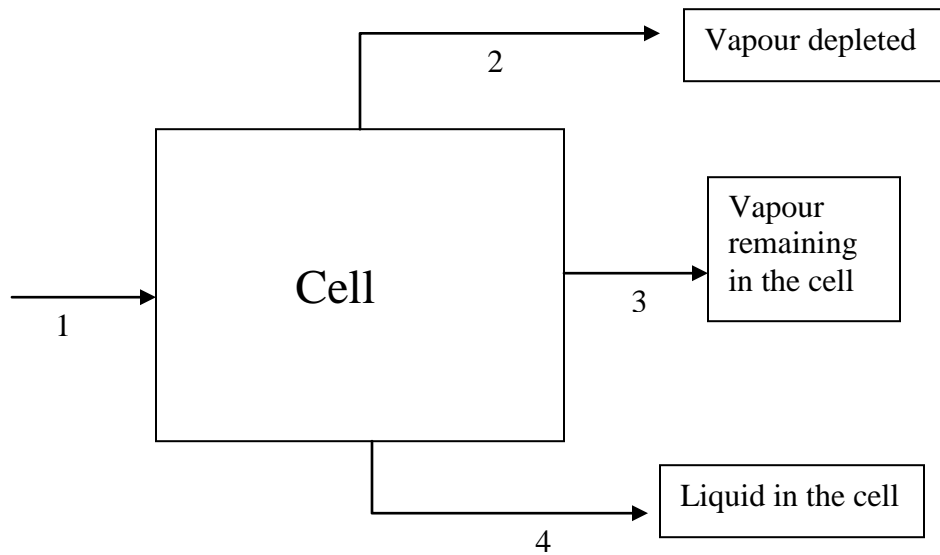 Vapour depleted
2
Vapour
remaining
in the cell
Cell
3
1
Liquid in the cell
4